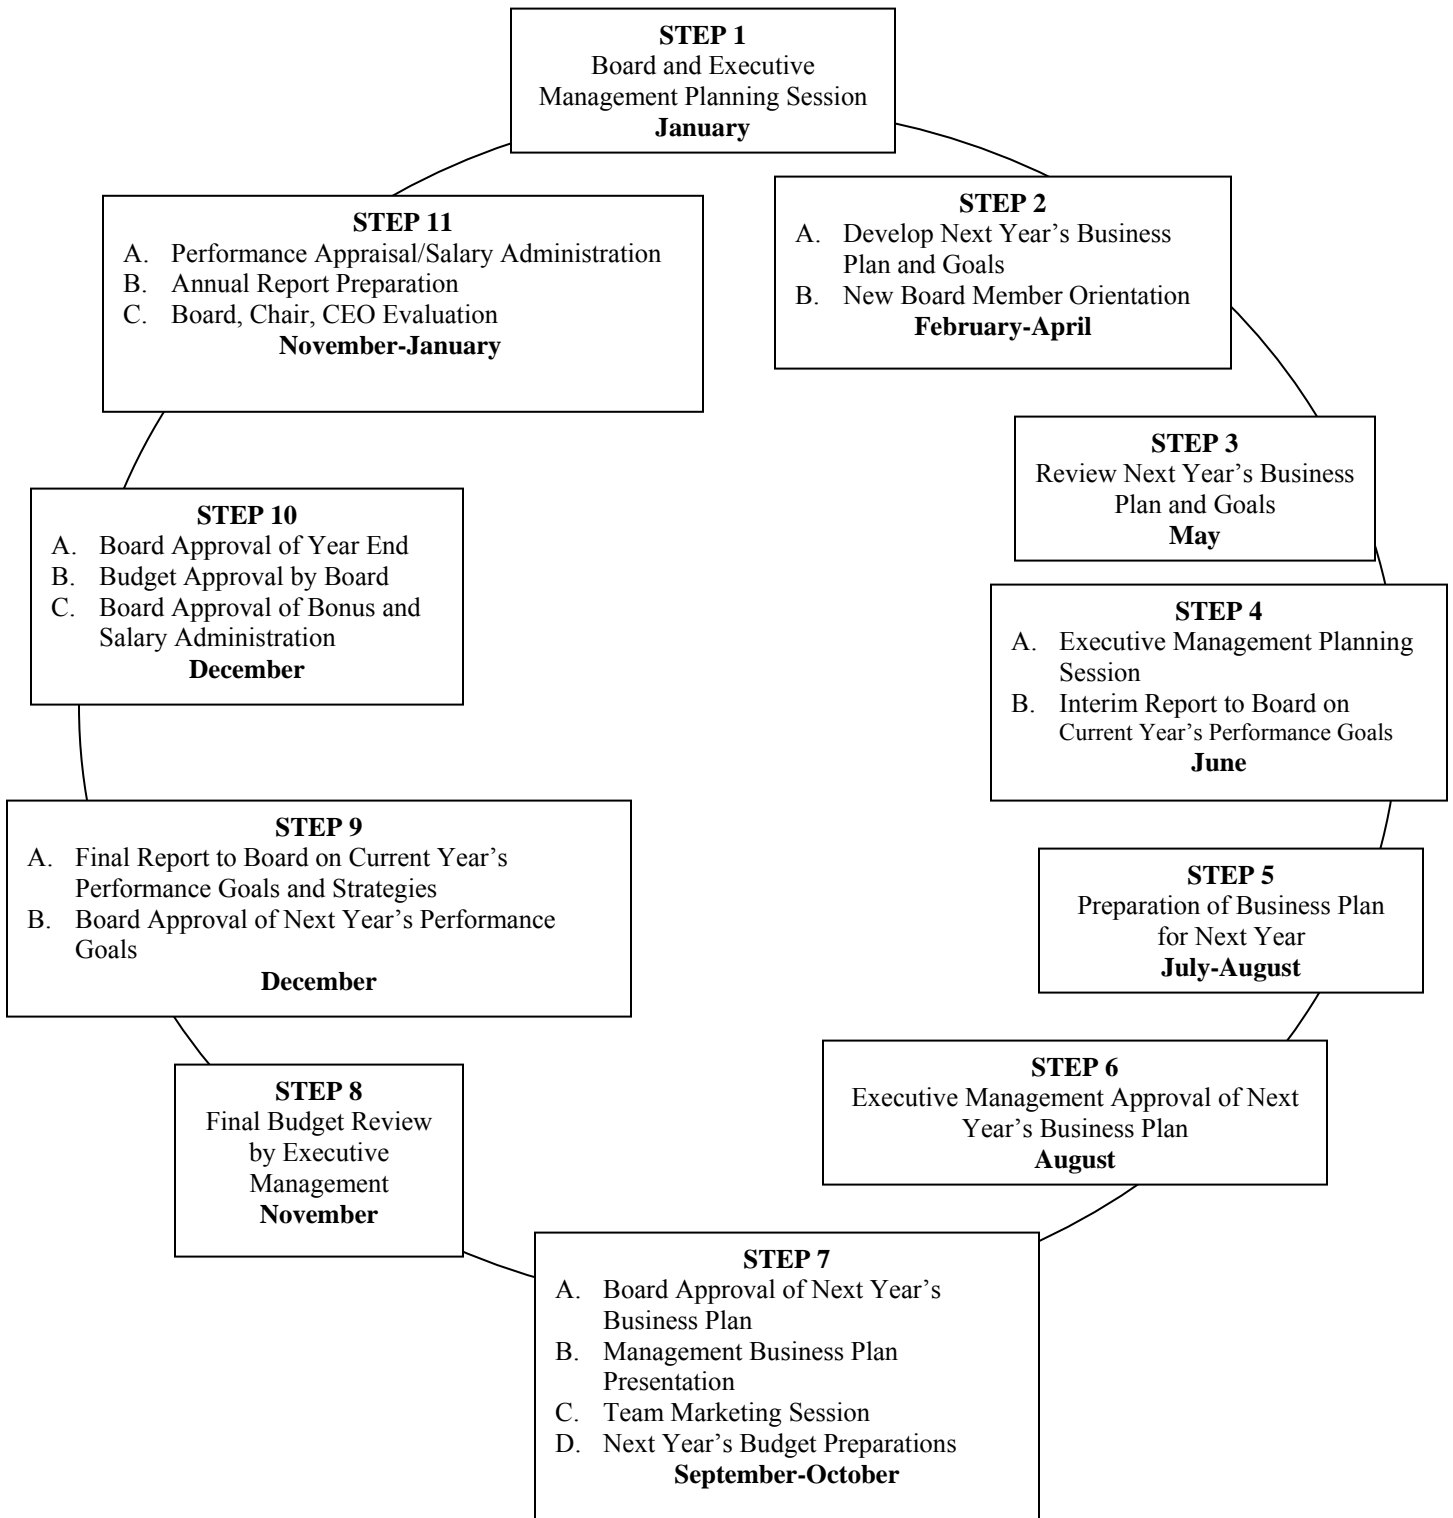 STEP 1
Board and Executive
Management Planning Session
January
STEP 2
A. Develop Next Year’s Business
Plan and Goals
B. New Board Member Orientation
February-April
STEP 3
Review Next Year’s Business
Plan and Goals
May
STEP 4
A. Executive Management Planning
Session
B. Interim Report to Board on
Current Year’s Performance Goals
June
STEP 5
Preparation of Business Plan
for Next Year
July-August
STEP 6
Executive Management Approval of Next
Year’s Business Plan
August
STEP 7
A. Board Approval of Next Year’s
Business Plan
B. Management Business Plan
Presentation
C. Team Marketing Session
D. Next Year’s Budget Preparations
September-October
STEP 8
Final Budget Review
by Executive
Management
November
STEP 9
A. Final Report to Board on Current Year’s
Performance Goals and Strategies
B. Board Approval of Next Year’s Performance
Goals
December
STEP 10
A. Board Approval of Year End
B. Budget Approval by Board
C. Board Approval of Bonus and
Salary Administration
December
STEP 11
A. Performance Appraisal/Salary Administration
B. Annual Report Preparation
C. Board, Chair, CEO Evaluation
November-January